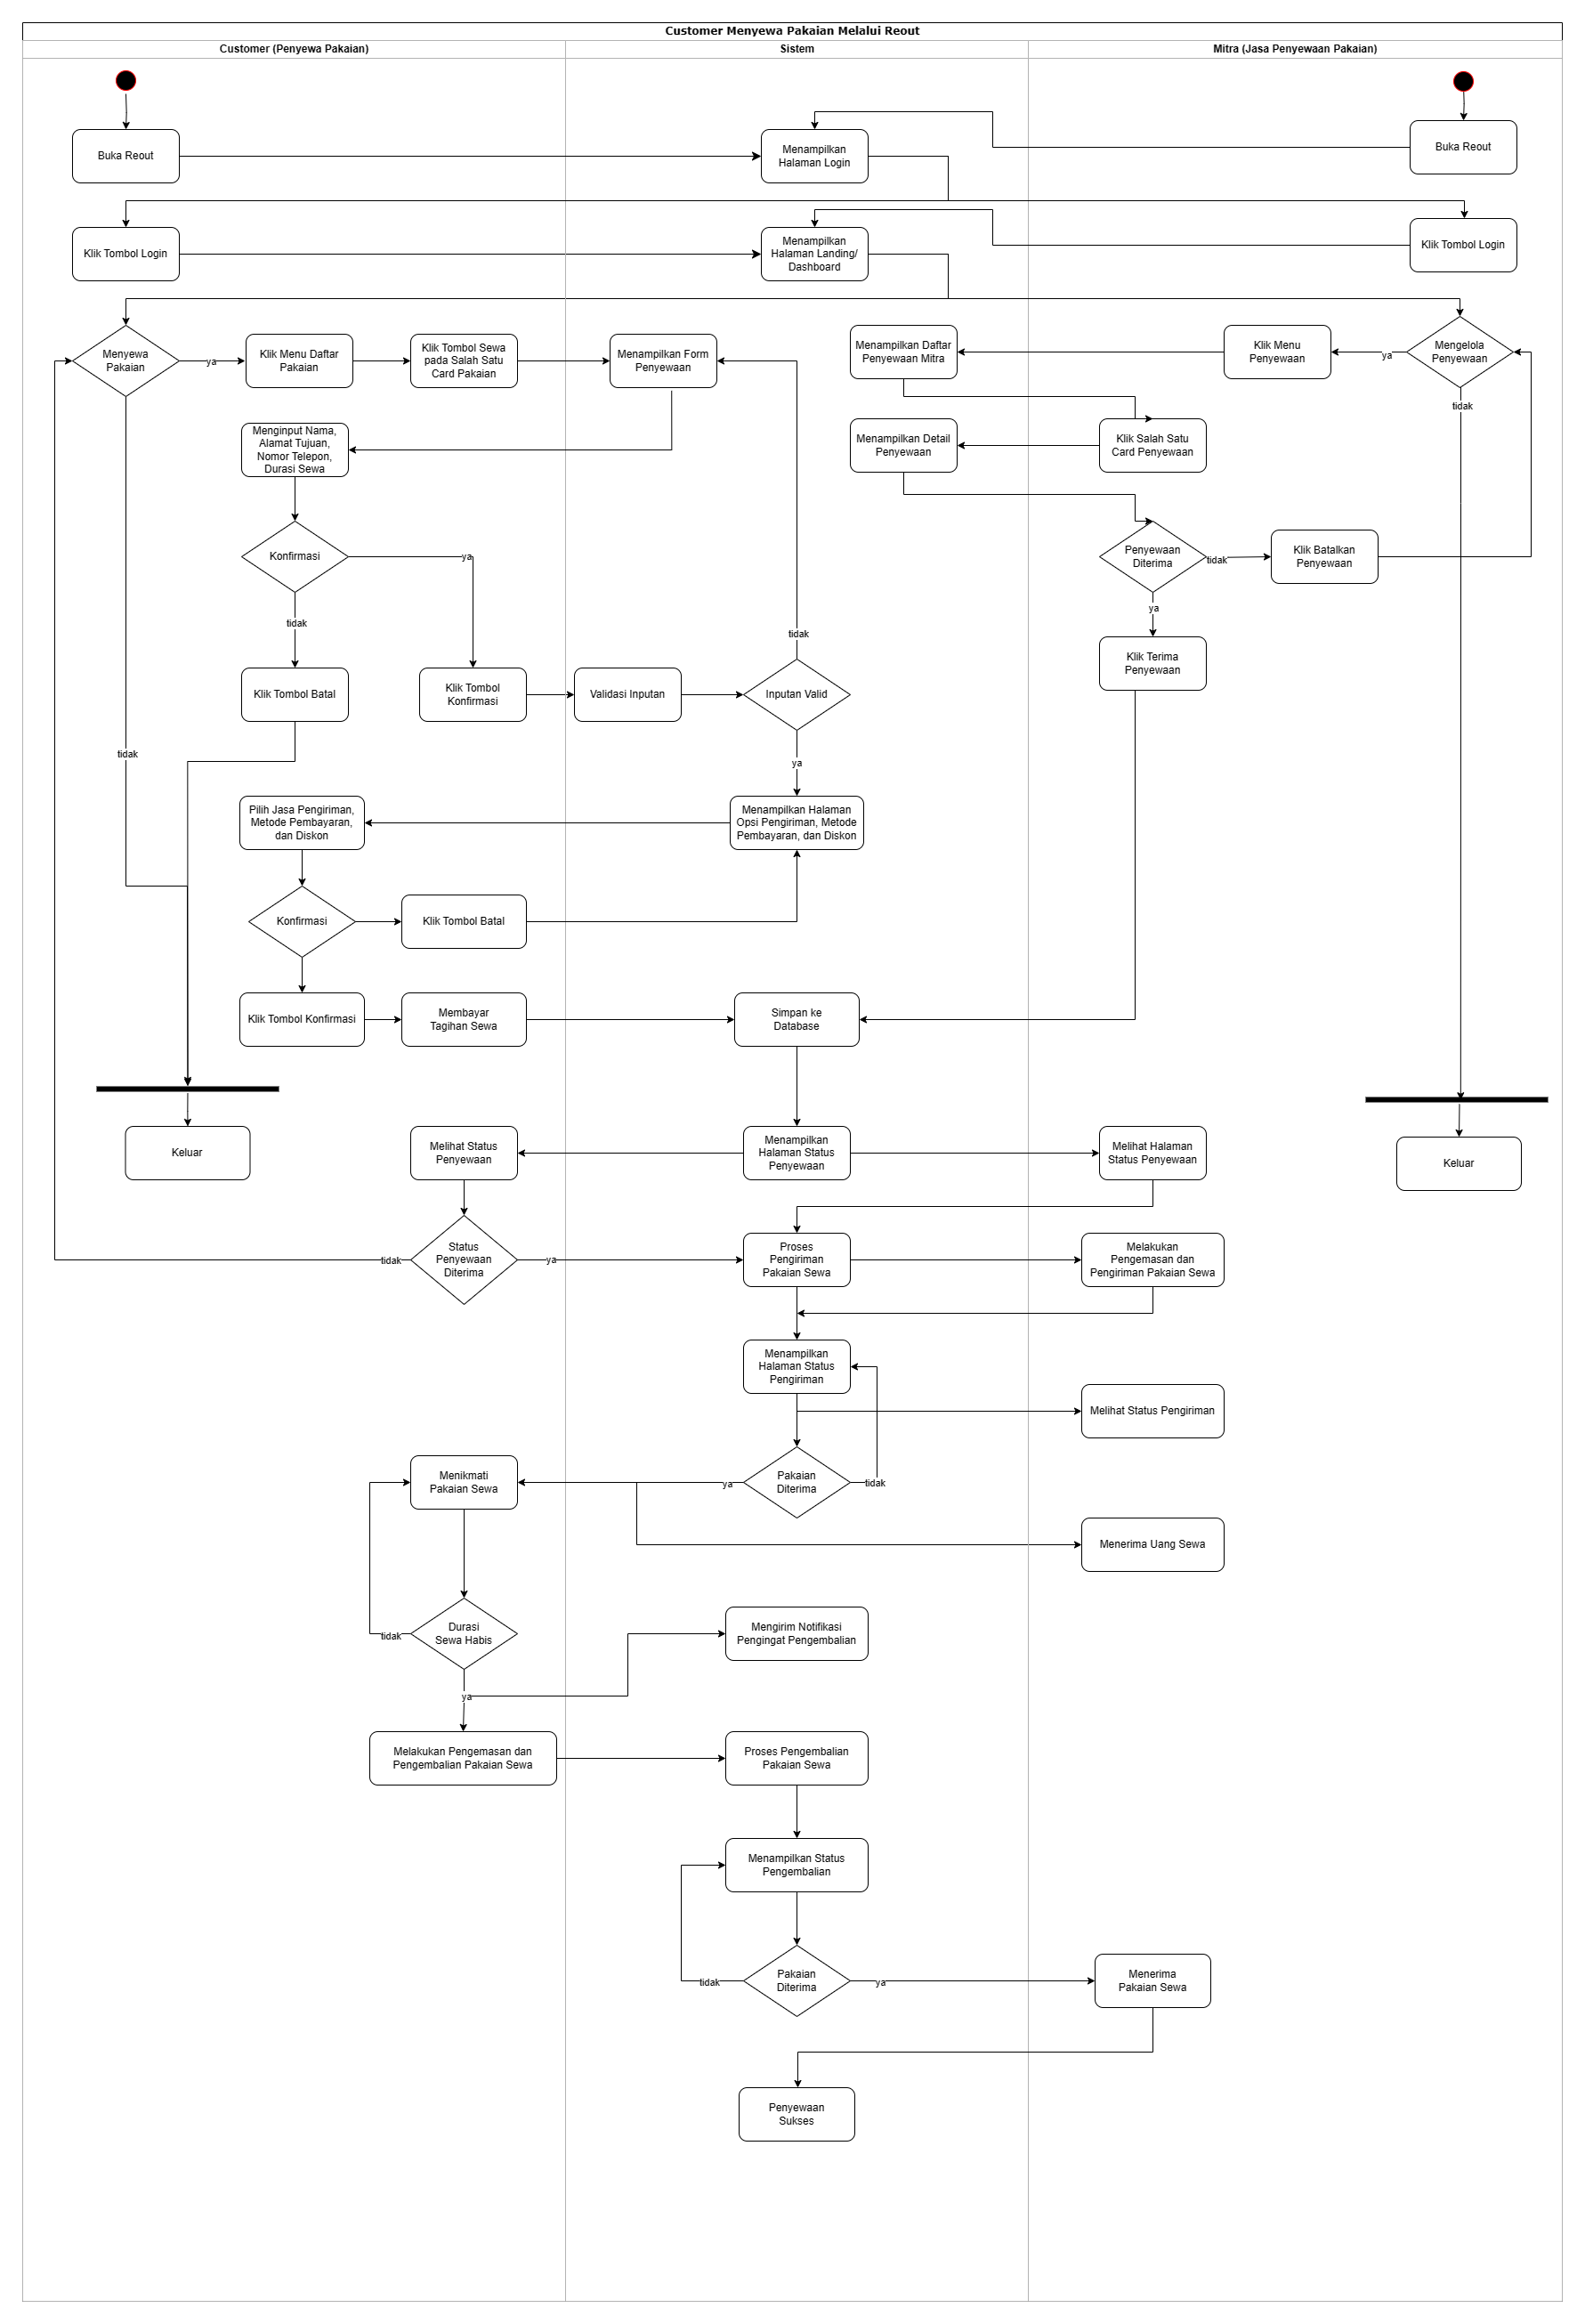 Customer Menyewa Pakaian Melalui Reout
Customer (Penyewa Pakaian)
Sistem
Mitra (Jasa Penyewaan Pakaian)
Buka Reout
Menampilkan
Halaman Login
Buka Reout
Klik Tombol Login
Menampilkan
Halaman Landing/
Dashboard
Klik Tombol Login
Menyewa
Pakaian
ya
Klik Menu Daftar
Pakaian
Klik Tombol Sewa
pada Salah Satu
Card Pakaian
Menampilkan Form
Penyewaan
Menampilkan Daftar
Penyewaan Mitra
Klik Menu
Penyewaan
ya
Mengelola
Penyewaan
tidak
Menginput Nama,
Alamat Tujuan,
Nomor Telepon,
Durasi Sewa
Menampilkan Detail
Penyewaan
Klik Salah Satu
Card Penyewaan
Konfirmasi
ya
Penyewaan
Diterima
tidak
Klik Batalkan
Penyewaan
tidak
tidak
ya
Klik Tombol Batal
Klik Tombol
Konfirmasi
Validasi Inputan
Inputan Valid
Klik Terima
Penyewaan
tidak
ya
Pilih Jasa Pengiriman,
Metode Pembayaran,
dan Diskon
Menampilkan Halaman
Opsi Pengiriman, Metode
Pembayaran, dan Diskon
Konfirmasi
Klik Tombol Batal
Klik Tombol Konfirmasi
Membayar
Tagihan Sewa
Simpan ke
Database
Keluar
Melihat Status
Penyewaan
Menampilkan
Halaman Status
Penyewaan
Melihat Halaman
Status Penyewaan
Keluar
tidak
Status
Penyewaan
Diterima
ya
Proses
Pengiriman
Pakaian Sewa
Melakukan
Pengemasan dan
Pengiriman Pakaian Sewa
Menampilkan
Halaman Status
Pengiriman
Melihat Status Pengiriman
Menikmati
Pakaian Sewa
ya
Pakaian
Diterima
tidak
Menerima Uang Sewa
tidak
Durasi
Sewa Habis
Mengirim Notifikasi
Pengingat Pengembalian
ya
Melakukan Pengemasan dan
Pengembalian Pakaian Sewa
Proses Pengembalian
Pakaian Sewa
Menampilkan Status
Pengembalian
tidak
Pakaian
Diterima
ya
Menerima
Pakaian Sewa
Penyewaan
Sukses